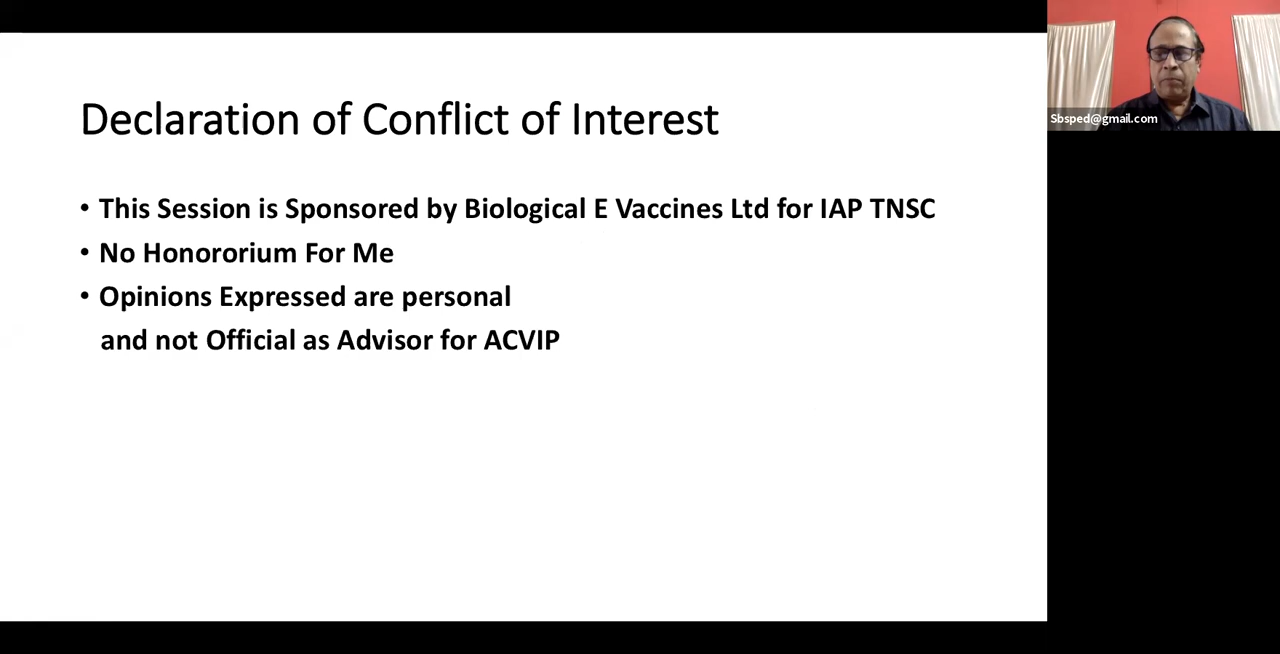 Declaration of Conflict of Interest
• This Session is Sponsored by Biological E Vaccines Ltd for IAP TNSC
• No Honororium For Me
• Opinions Expressed are personal
and not Official as Advisor for ACVIP
Sbsped@gmail.com